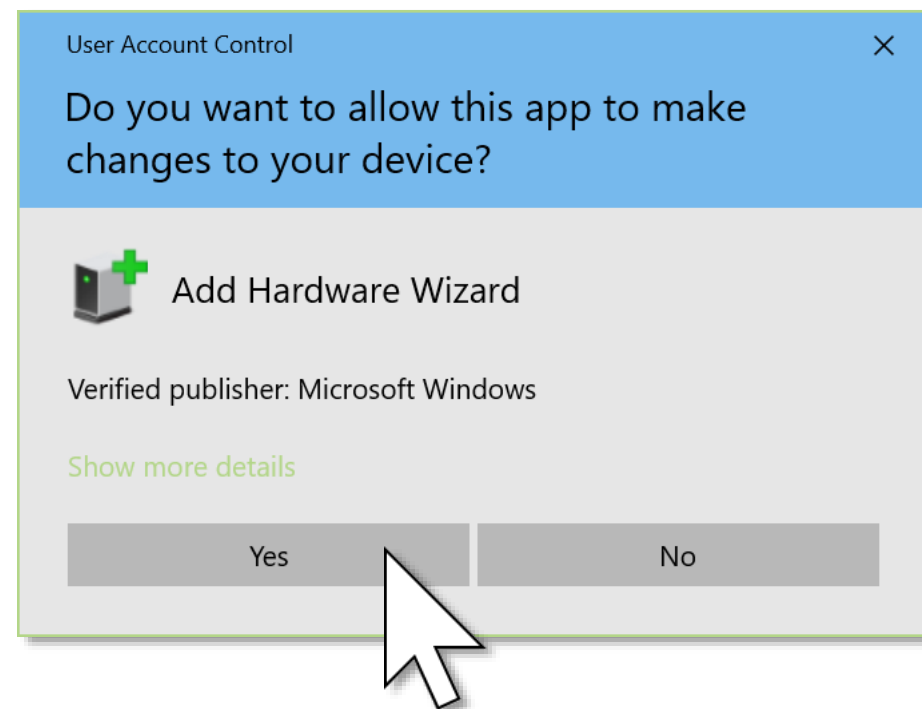 User Account Control
Do you want to allow this app to make
changes to your device?
Add Hardware Wizard
Verified publisher: Microsoft Windows
Show more details
Yes
No